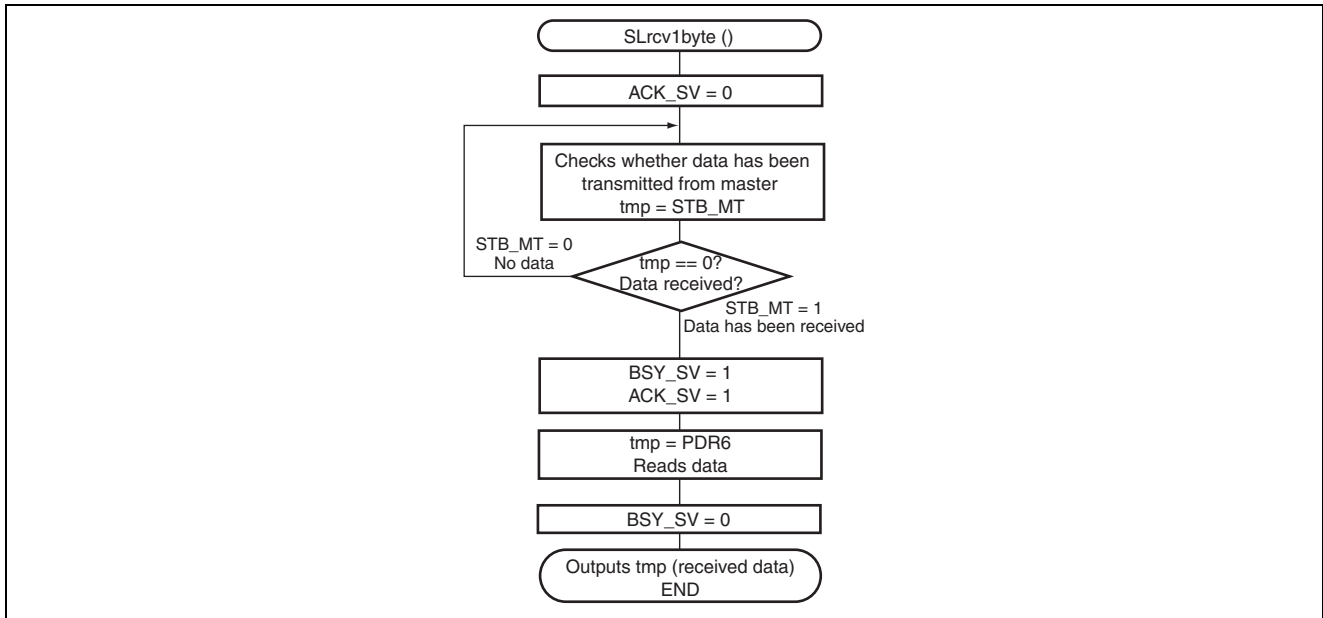 SLrcv1byte ()
ACK_SV = 0
Checks whether data has been
transmitted from master
tmp = STB_MT
STB_MT = 0
No data
tmp == 0?
Data received?
STB_MT = 1
Data has been received
BSY_SV = 1
ACK_SV = 1
tmp = PDR6
Reads data
BSY_SV = 0
Outputs tmp (received data)
END